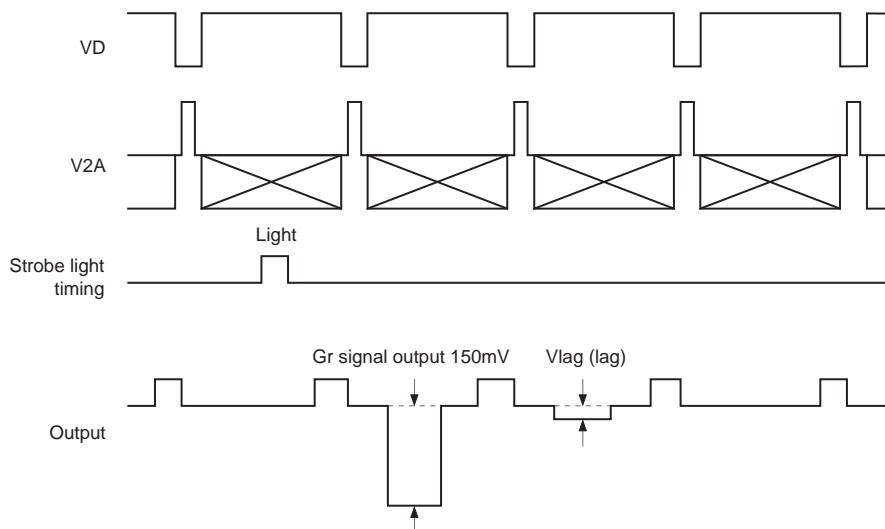 VD
V2A
Light
Strobe light
timing
Gr signal output 150mV
Vlag (lag)
Output